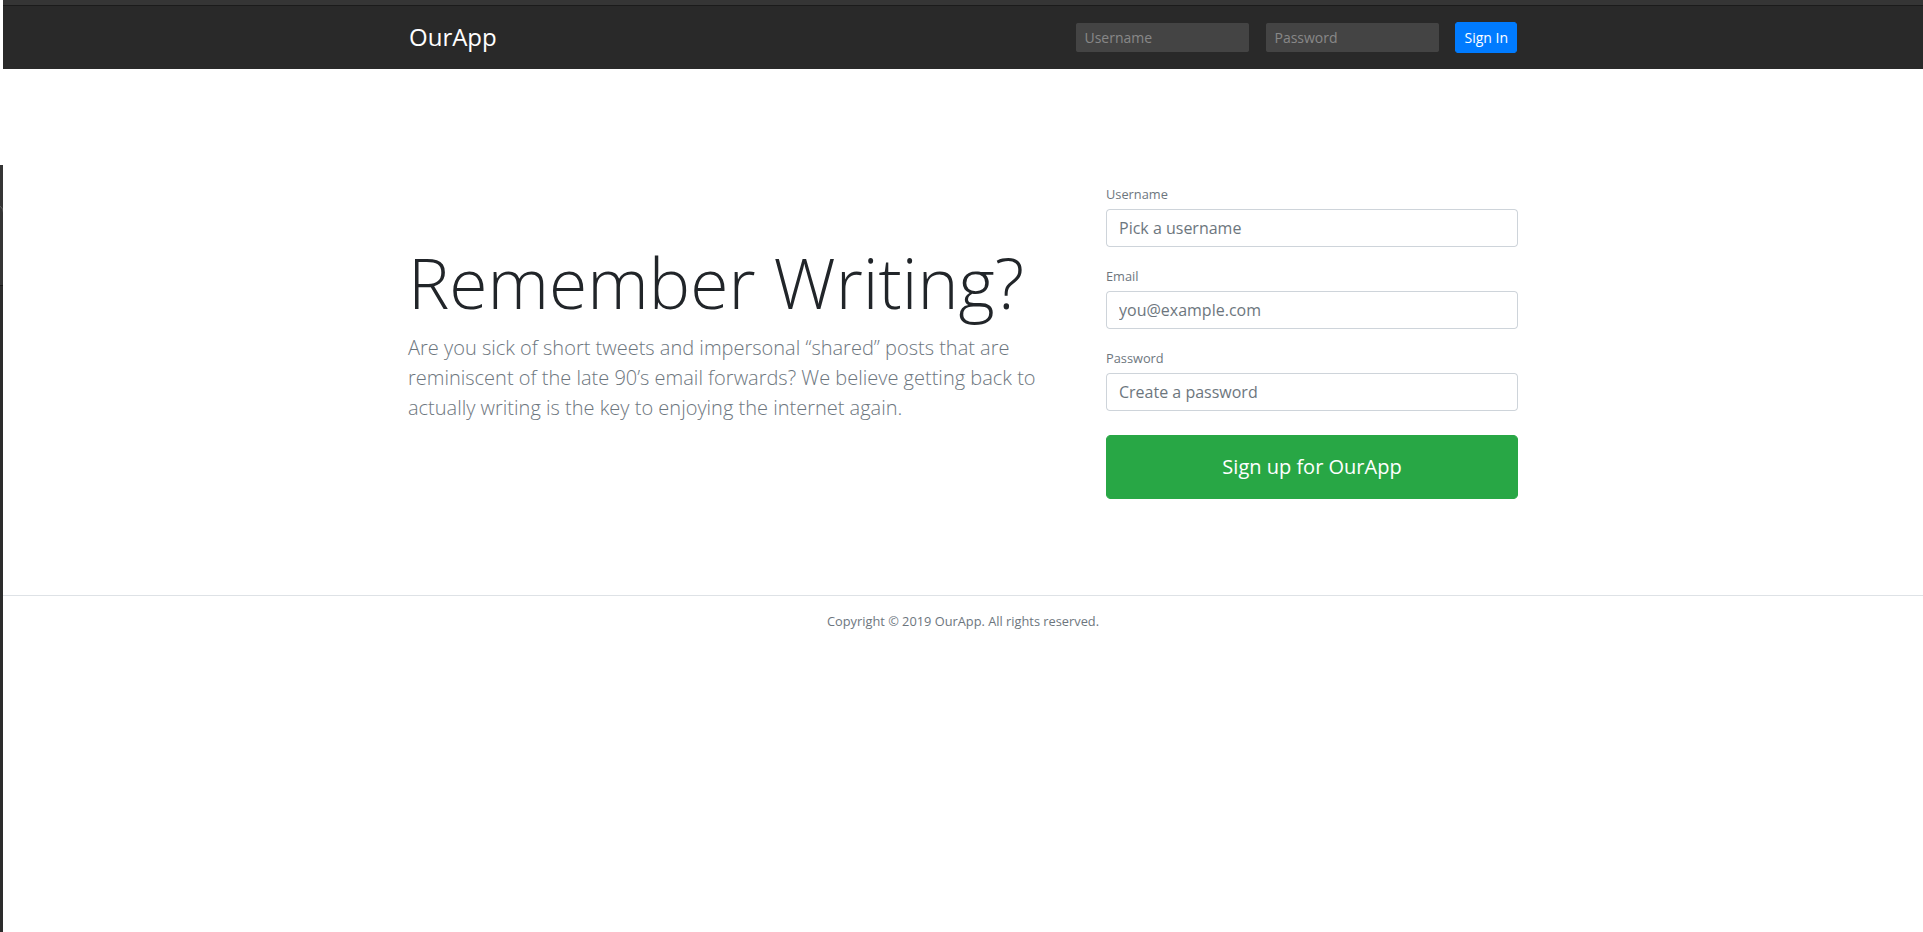 OurApp
Username
Password
Sign In
Remember Writing?
Are you sick of short tweets and impersonal “shared” posts that are
reminiscent of the late 90’s email forwards? We believe getting back to
actually writing is the key to enjoying the internet again.
Username
Pick a username
Email
you@example.com
Password
Create a password
Sign up for OurApp
Copyright © 2019 OurApp. All rights reserved.